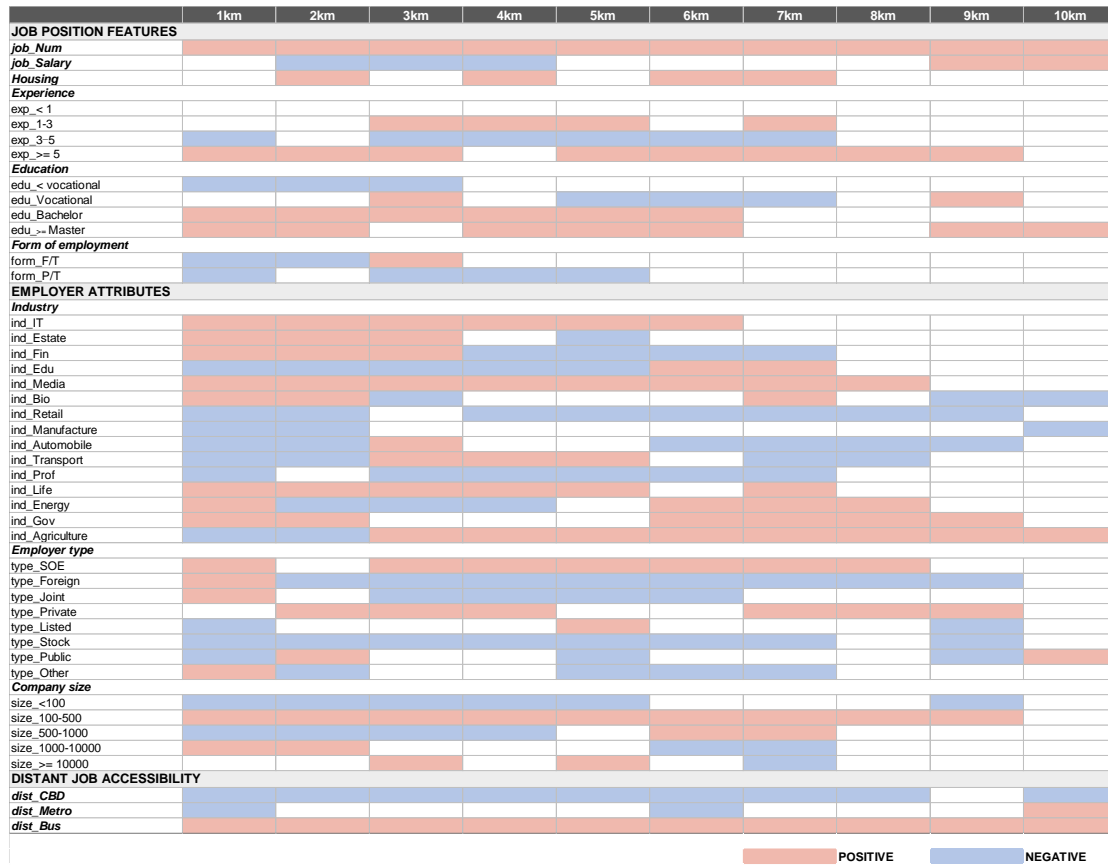 1km 2km 3km 4km 5km 6km 7km 8km 9km 10km
JOB POSITION FEATURES
job_Num
job_Salary
Housing
Experience
exp_< 1
exp_1-3
exp_3-5
exp_>= 5
Education
edu_< vocational
edu_Vocational
edu_Bachelor
edu_>= Master
Form of employment
form_F/T
form_P/T
EMPLOYER ATTRIBUTES
Industry
ind_IT
ind_Estate
ind_Fin
ind_Edu
ind_Media
ind_Bio
ind_Retail
ind_Manufacture
ind_Automobile
ind_Transport
ind_Prof
ind_Life
ind_Energy
ind_Gov
ind_Agriculture
Employer type
type_SOE
type_Foreign
type_Joint
type_Private
type_Listed
type_Stock
type_Public
type_Other
Company size
size_<100
size_100-500
size_500-1000
size_1000-10000
size_>= 10000
DISTANT JOB ACCESSIBILITY
dist_CBD
dist_Metro
dist_Bus
POSITIVE NEGATIVE